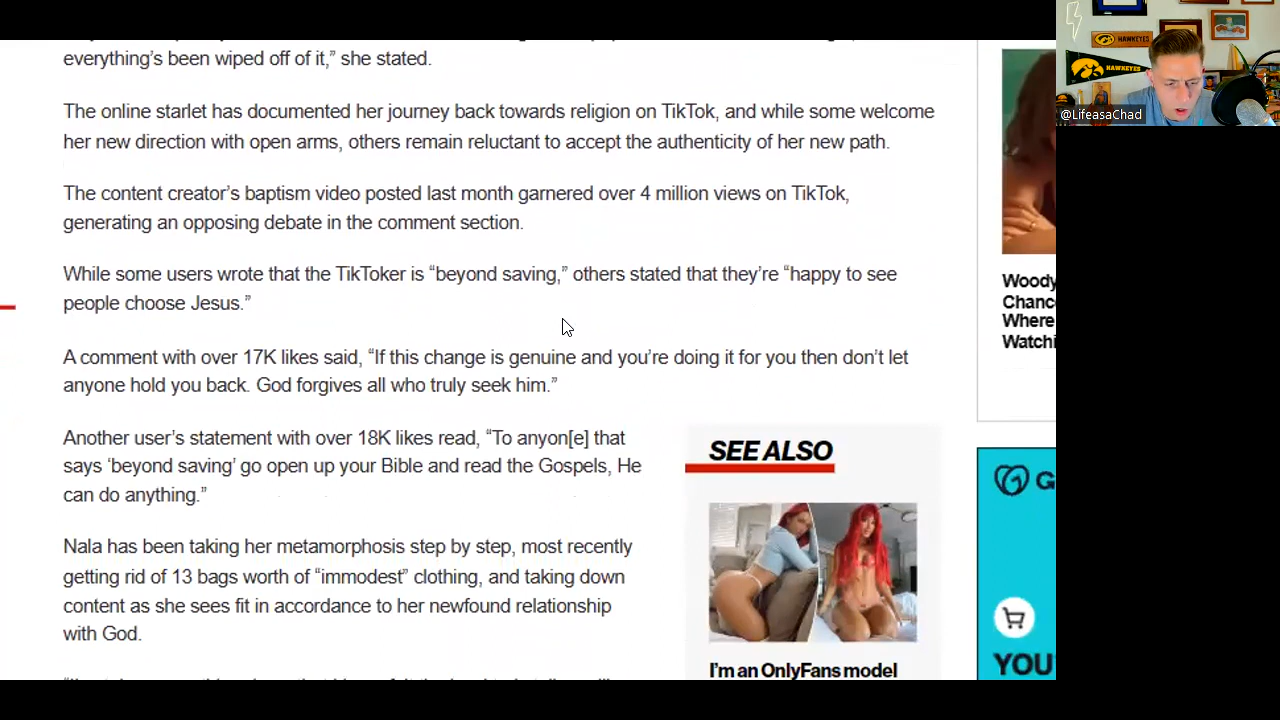 everything’s been wiped off of it,” she stated.
The online starlet has documented her journey back towards religion on TikTok, and while some welcome
her new direction with open arms, others remain reluctant to accept the authenticity of her new path.
The content creator’s baptism video posted last month garnered over 4 million views on TikTok,
generating an opposing debate in the comment section.
While some users wrote that the TikToker is “beyond saving,” others stated that they’re “happy to see
people choose Jesus.”
A comment with over 17K likes said, “If this change is genuine and you’re doing it for you then don’t let
anyone hold you back. God forgives all who truly seek him.”
Another user’s statement with over 18K likes read, “To anyon[e] that
says ‘beyond saving’ go open up your Bible and read the Gospels, He
can do anything.”
Nala has been taking her metamorphosis step by step, most recently
getting rid of 13 bags worth of “immodest” clothing, and taking down
content as she sees fit in accordance to her newfound relationship
with God.
SEE ALSO
I’m an OnlyFans model
Woody
Chance
Where
Watchi
G
YOU
HAWKEYES
HAWKEYES
@LifeasaChad